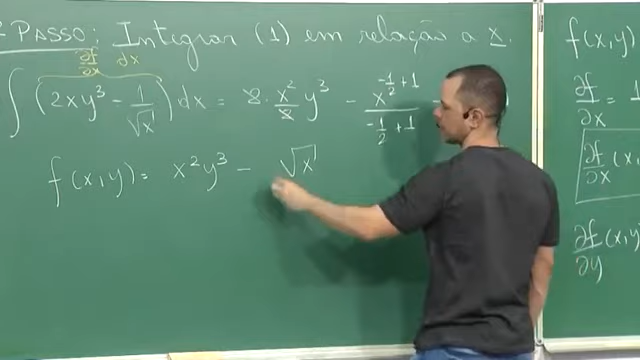 PASSO: Integrar (1) em relação a x.
∂f/∂x dx
∫(2xy³ - 1/√x)dx = 2·x²/2 y³ - x^(-1/2+1)/(-1/2+1)
f(x,y) = x²y³ - √x
f(x,y)
∂f/∂x = 1
∂f/∂x (x,
∂f/∂y (x,y